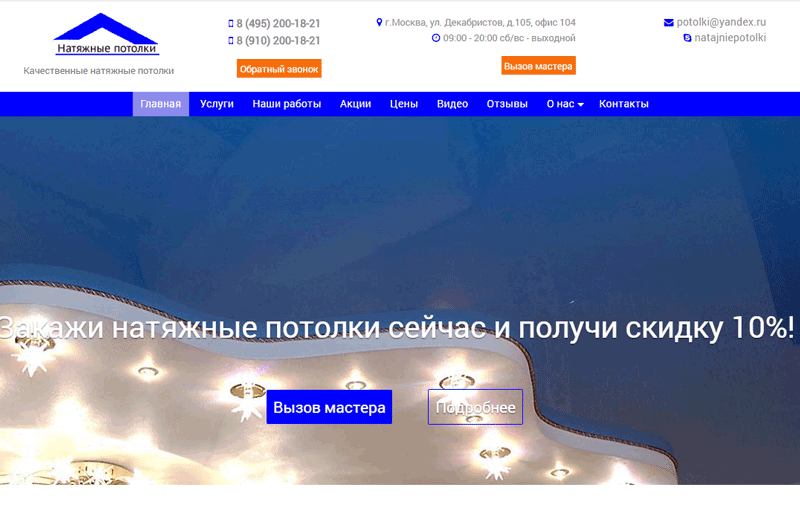 Натяжные потолки
Качественные натяжные потолки
8 (495) 200-18-21
8 (910) 200-18-21
Обратный звонок
г.Москва, ул. Декабристов, д.105, офис 104
09:00 - 20:00 сб/вс - выходной
Вызов мастера
potolki@yandex.ru
natajniepotolki
Главная Услуги Наши работы Акции Цены Видео Отзывы О нас Контакты
Закажи натяжные потолки сейчас и получи скидку 10%!
Вызов мастера Подробнее